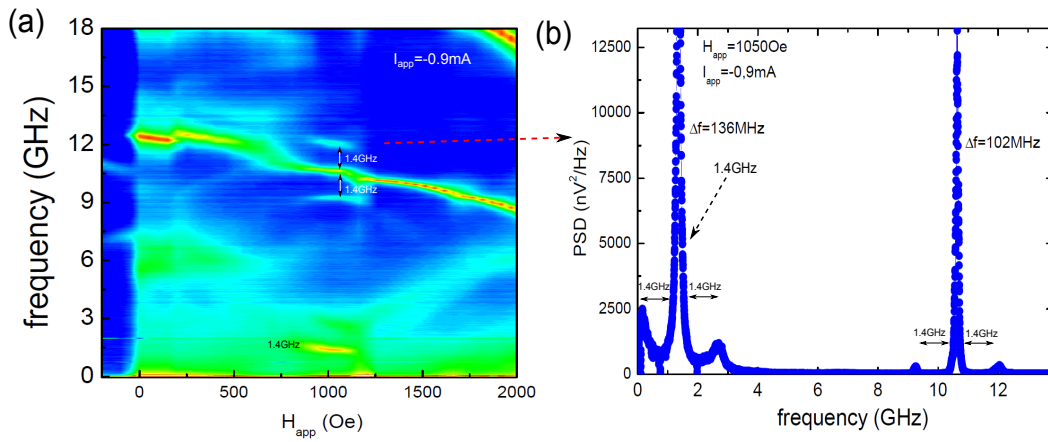 (a)
18
15
12
9
6
3
0
frequency (GHz)
I_app=-0.9mA
1.4GHz
1.4GHz
1.4GHz
0 500 1000 1500 2000
H_app (Oe)
(b)
12500
10000
7500
5000
2500
0
PSD (nV²/Hz)
H_app=1050Oe
I_app=-0,9mA
Δf=136MHz
Δf=102MHz
1.4GHz
1.4GHz 1.4GHz
1.4GHz 1.4GHz
0 2 4 6 8 10 12
frequency (GHz)